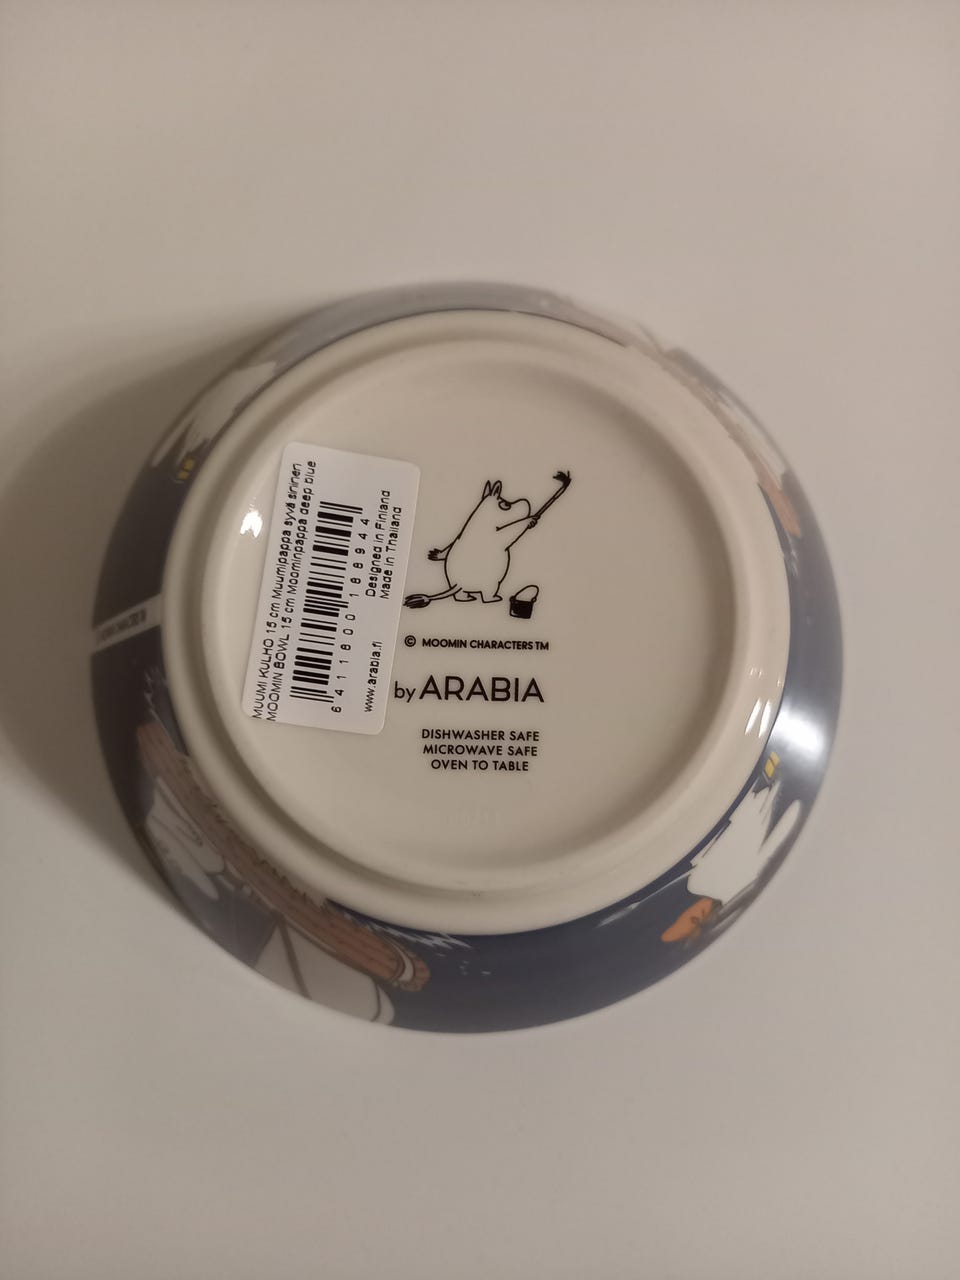 MUUMI KULHO 15 cm Muumipappa syvä sininen
MOOMIN BOWL 15 cm Moominpappa deep blue
6 411800 188944
www.arabia.fi
Designed in Finland
Made in Thailand
© MOOMIN CHARACTERS TM
by ARABIA
DISHWASHER SAFE
MICROWAVE SAFE
OVEN TO TABLE